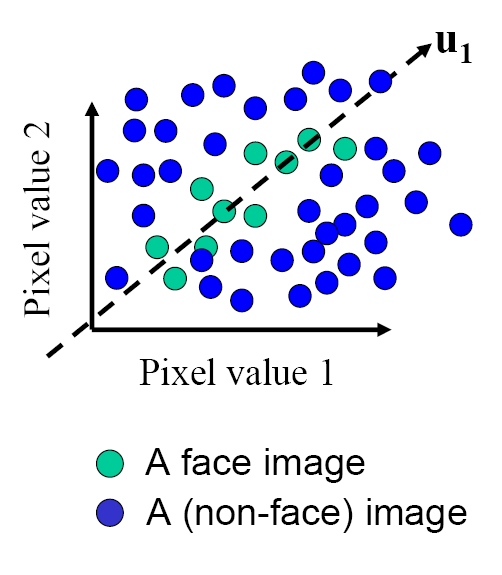 u1
Pixel value 2
Pixel value 1
A face image
A (non-face) image